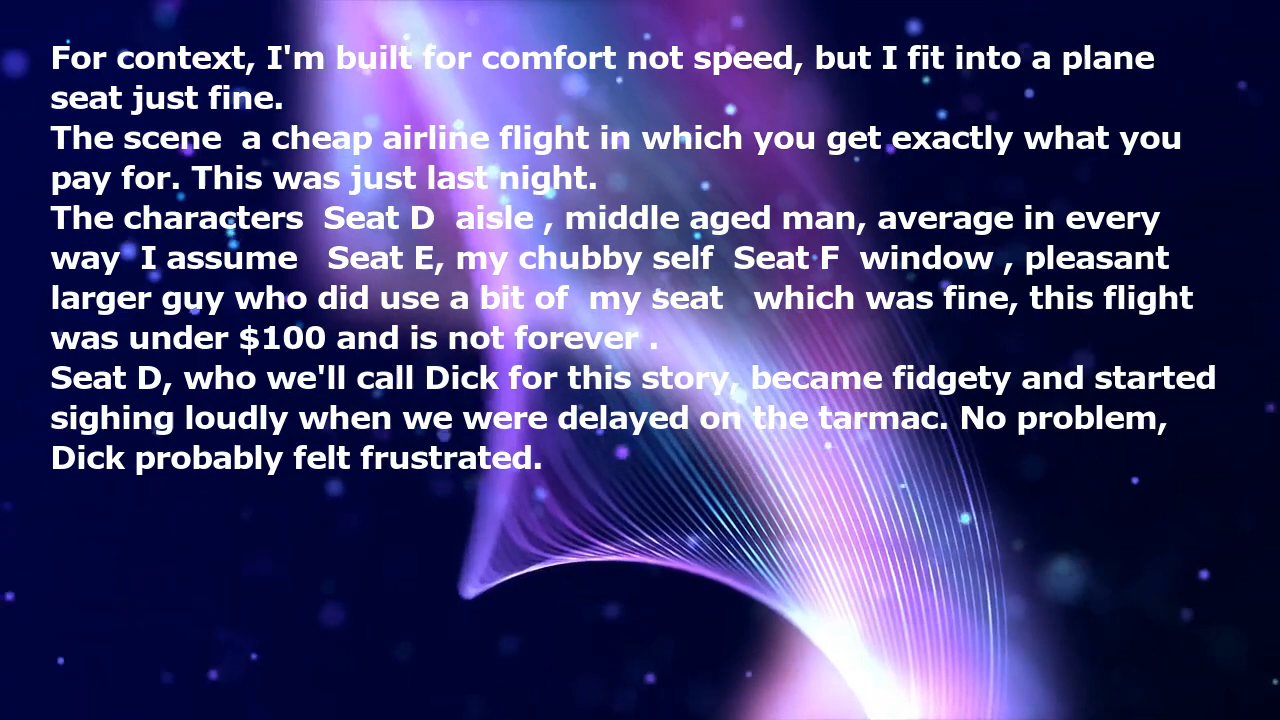 For context, I'm built for comfort not speed, but I fit into a plane
seat just fine.
The scene  a cheap airline flight in which you get exactly what you
pay for. This was just last night.
The characters  Seat D  aisle , middle aged man, average in every
way  I assume   Seat E, my chubby self  Seat F  window , pleasant
larger guy who did use a bit of  my seat   which was fine, this flight
was under $100 and is not forever .
Seat D, who we'll call Dick for this story, became fidgety and started
sighing loudly when we were delayed on the tarmac. No problem,
Dick probably felt frustrated.